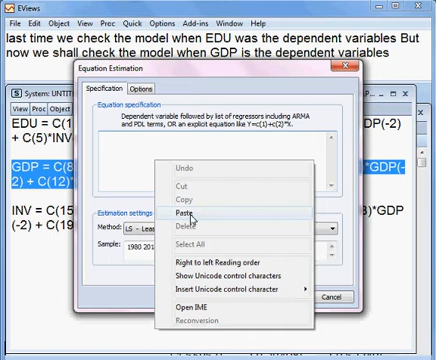 EViews
File Edit Object View Proc Quick Options Add-ins Window Help
last time we check the model when EDU was the dependent variables But
now we shall check the model when GDP is the dependent variables
Equation Estimation
System: UNTIT
Specification Options
View Proc Object
Equation specification
Dependent variable followed by list of regressors including ARMA
and PDL terms, OR an explicit equation like Y=c(1)+c(2)*X.
EDU = C(1 DP(-2)
+ C(5)*INV
GDP = C(8 *GDP(-
2) + C(12)*
INV = C(15 )*GDP
(-2) + C(19
Estimation settings
Method: LS - Leas
Sample: 1980 201
Undo
Cut
Copy
Paste
Delete
Select All
Right to left Reading order
Show Unicode control characters
Insert Unicode control character
Open IME
Reconversion
Cancel